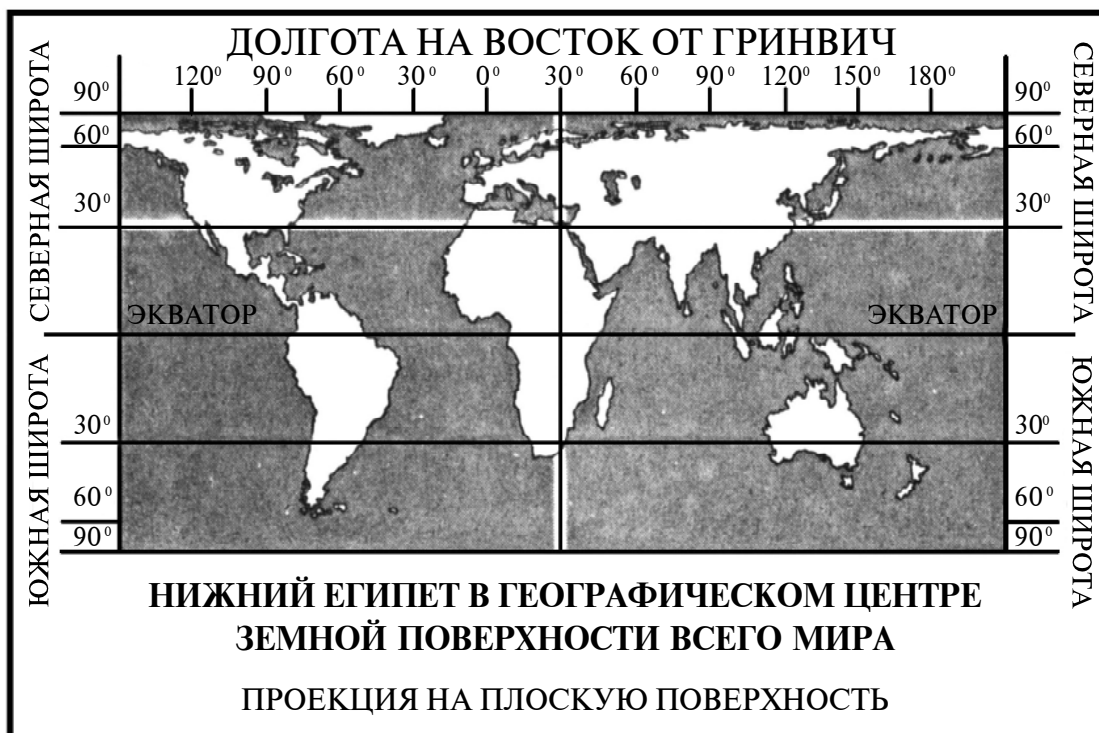 ДОЛГОТА НА ВОСТОК ОТ ГРИНВИЧ
120⁰ 90⁰ 60⁰ 30⁰ 0⁰ 30⁰ 60⁰ 90⁰ 120⁰ 150⁰ 180⁰
СЕВЕРНАЯ ШИРОТА
90⁰
60⁰
30⁰
ЮЖНАЯ ШИРОТА
30⁰
60⁰
90⁰
ЭКВАТОР
ЭКВАТОР
90⁰
60⁰
30⁰
СЕВЕРНАЯ ШИРОТА
30⁰
60⁰
90⁰
ЮЖНАЯ ШИРОТА
НИЖНИЙ ЕГИПЕТ В ГЕОГРАФИЧЕСКОМ ЦЕНТРЕ
ЗЕМНОЙ ПОВЕРХНОСТИ ВСЕГО МИРА
ПРОЕКЦИЯ НА ПЛОСКУЮ ПОВЕРХНОСТЬ